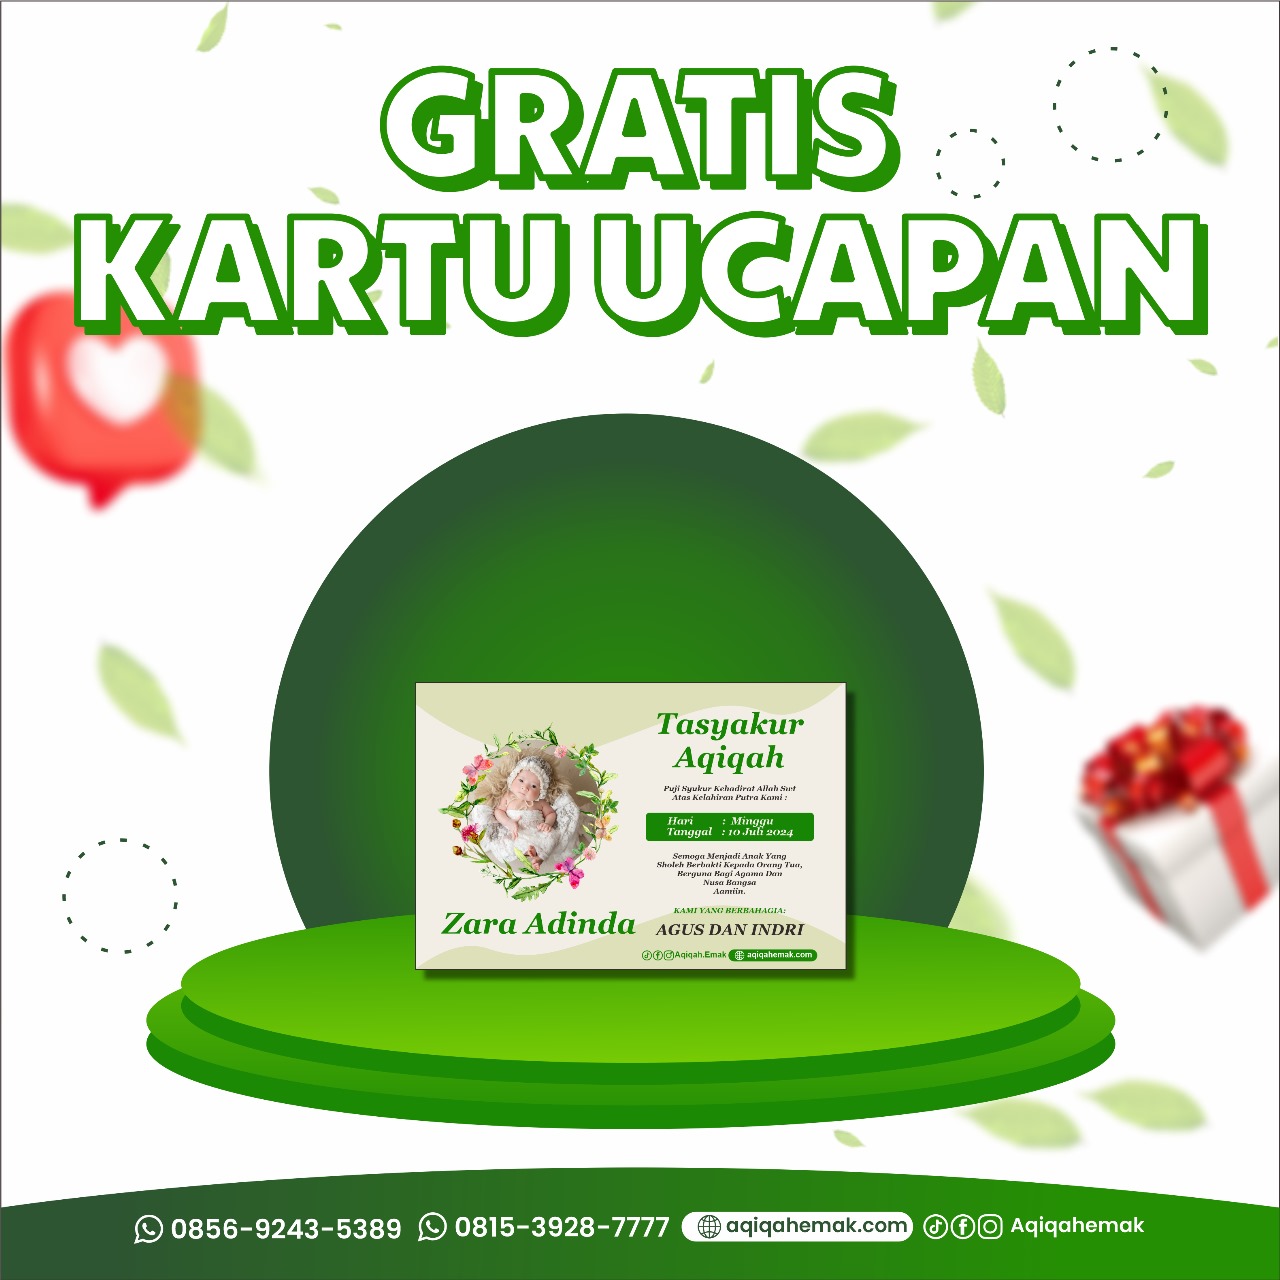 GRATIS
KARTU UCAPAN
Tasyakur
Aqiqah
Puji Syukur Kehadirat Allah Swt
Atas Kelahiran Putra Kami :
Hari : Minggu
Tanggal : 10 Juli 2024
Semoga Menjadi Anak Yang
Sholeh Berbakti Kepada Orang Tua,
Berguna Bagi Agama Dan
Nusa Bangsa
Aamiin.
KAMI YANG BERBAHAGIA:
Zara Adinda
AGUS DAN INDRI
Aqiqah.Emak aqiqahemak.com
0856-9243-5389 0815-3928-7777 aqiqahemak.com Aqiqahemak